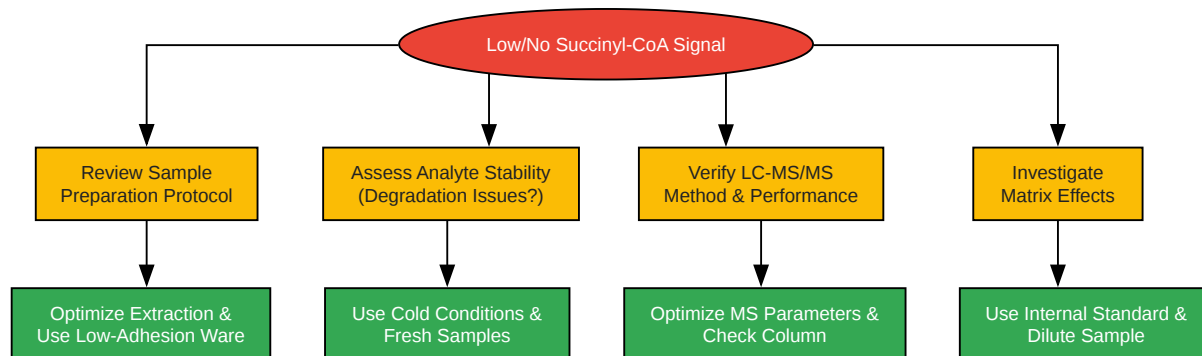 Low/No Succinyl-CoA Signal
Review Sample
Preparation Protocol
Assess Analyte Stability
(Degradation Issues?)
Verify LC-MS/MS
Method & Performance
Investigate
Matrix Effects
Optimize Extraction &
Use Low-Adhesion Ware
Use Cold Conditions &
Fresh Samples
Optimize MS Parameters &
Check Column
Use Internal Standard &
Dilute Sample